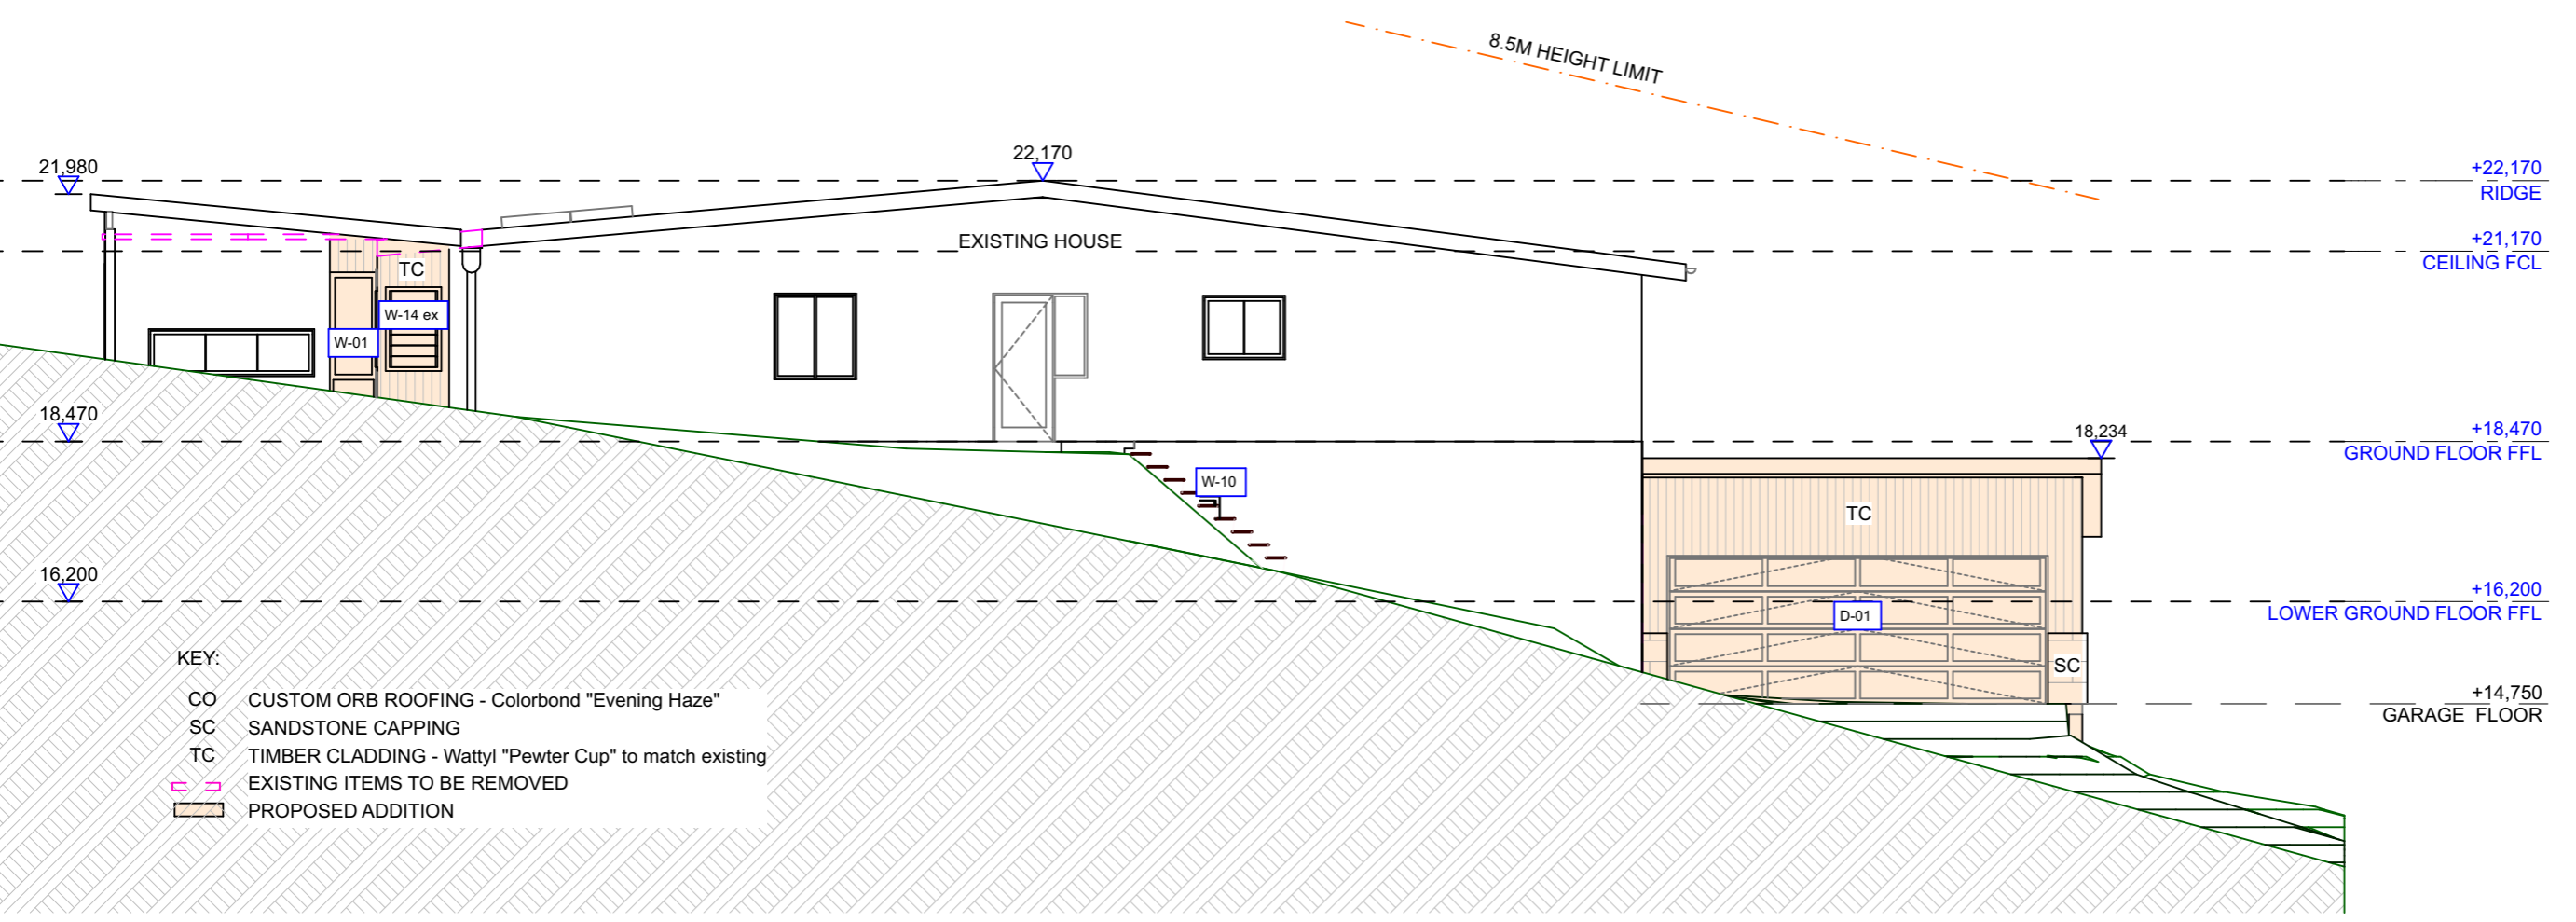 8.5M HEIGHT LIMIT
21,980
22,170
+22,170
RIDGE
EXISTING HOUSE
+21,170
CEILING FCL
TC
W-14 ex
W-01
18,470
18,234
+18,470
GROUND FLOOR FFL
W-10
TC
16,200
+16,200
LOWER GROUND FLOOR FFL
D-01
SC
+14,750
GARAGE FLOOR
KEY:
CO CUSTOM ORB ROOFING - Colorbond "Evening Haze"
SC SANDSTONE CAPPING
TC TIMBER CLADDING - Wattyl "Pewter Cup" to match existing
EXISTING ITEMS TO BE REMOVED
PROPOSED ADDITION